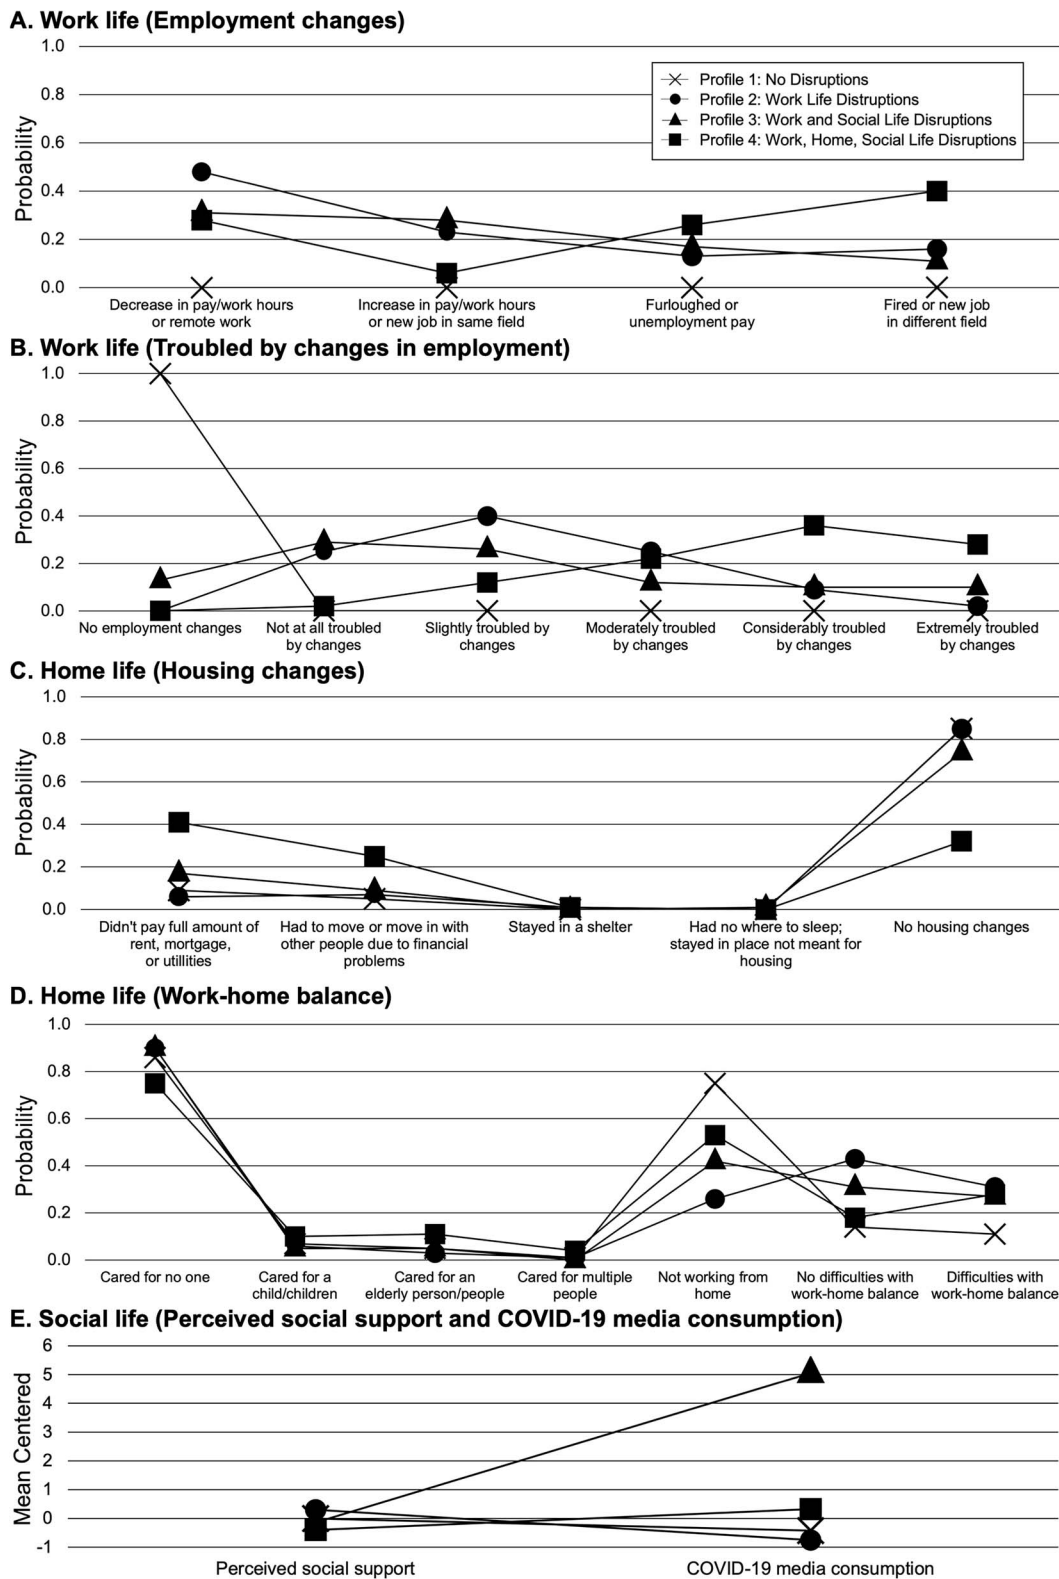 A. Work life (Employment changes)
1.0
0.8
0.6
0.4
0.2
0.0
Probability
Profile 1: No Disruptions
Profile 2: Work Life Distruptions
Profile 3: Work and Social Life Disruptions
Profile 4: Work, Home, Social Life Disruptions
Decrease in pay/work hours
or remote work
Increase in pay/work hours
or new job in same field
Furloughed or
unemployment pay
Fired or new job
in different field
B. Work life (Troubled by changes in employment)
1.0
0.8
0.6
0.4
0.2
0.0
Probability
No employment changes
Not at all troubled
by changes
Slightly troubled by
changes
Moderately troubled
by changes
Considerably troubled
by changes
Extremely troubled
by changes
C. Home life (Housing changes)
1.0
0.8
0.6
0.4
0.2
0.0
Probability
Didn't pay full amount of
rent, mortgage,
or utillities
Had to move or move in with
other people due to financial
problems
Stayed in a shelter
Had no where to sleep;
stayed in place not meant for
housing
No housing changes
D. Home life (Work-home balance)
1.0
0.8
0.6
0.4
0.2
0.0
Probability
Cared for no one
Cared for a
child/children
Cared for an
elderly person/people
Cared for multiple
people
Not working from
home
No difficulties with
work-home balance
Difficulties with
work-home balance
E. Social life (Perceived social support and COVID-19 media consumption)
6
5
4
3
2
1
0
-1
Mean Centered
Perceived social support
COVID-19 media consumption